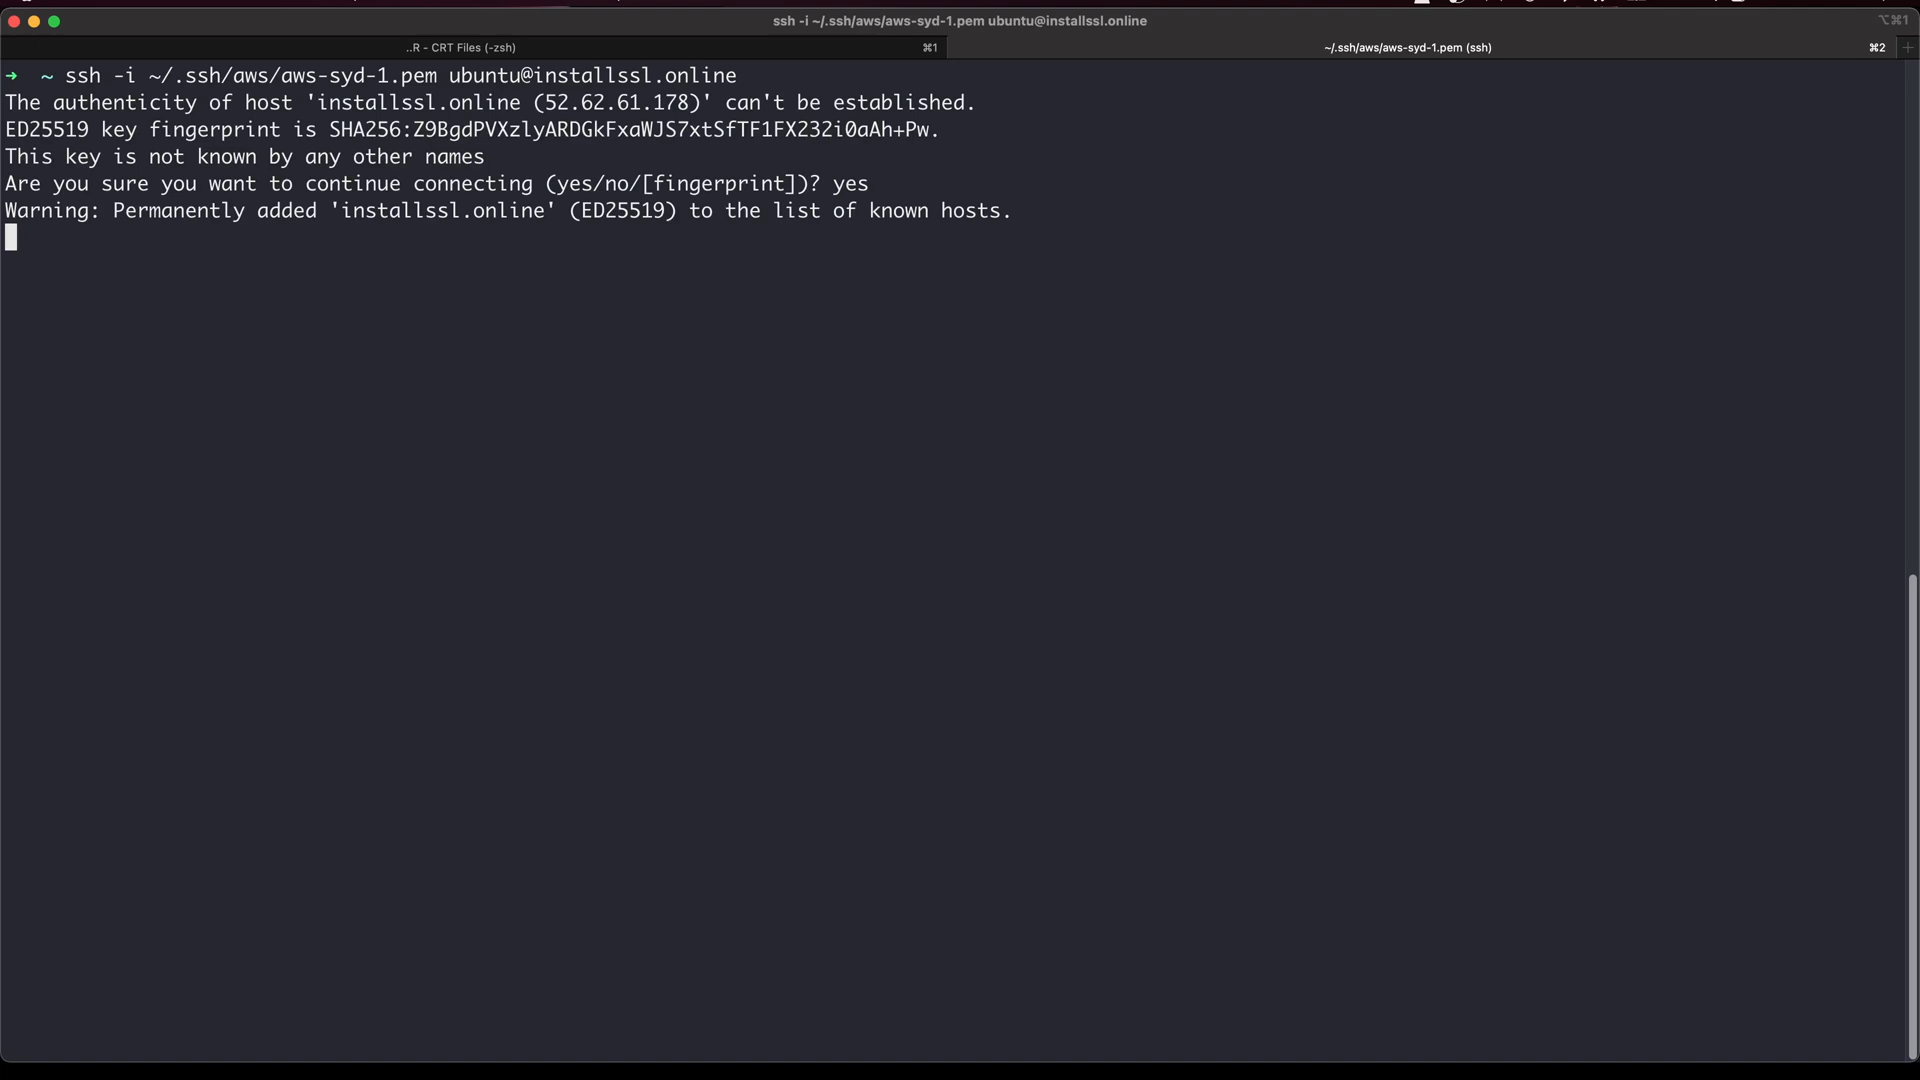 ssh -i ~/.ssh/aws/aws-syd-1.pem ubuntu@installssl.online
⌥⌘1
..R - CRT Files (-zsh)
⌘1
~/.ssh/aws/aws-syd-1.pem (ssh)
⌘2
+
➜ ~ ssh -i ~/.ssh/aws/aws-syd-1.pem ubuntu@installssl.online
The authenticity of host 'installssl.online (52.62.61.178)' can't be established.
ED25519 key fingerprint is SHA256:Z9BgdPVXzlyARDGkFxaWJS7xtSfTF1FX232i0aAh+Pw.
This key is not known by any other names
Are you sure you want to continue connecting (yes/no/[fingerprint])? yes
Warning: Permanently added 'installssl.online' (ED25519) to the list of known hosts.